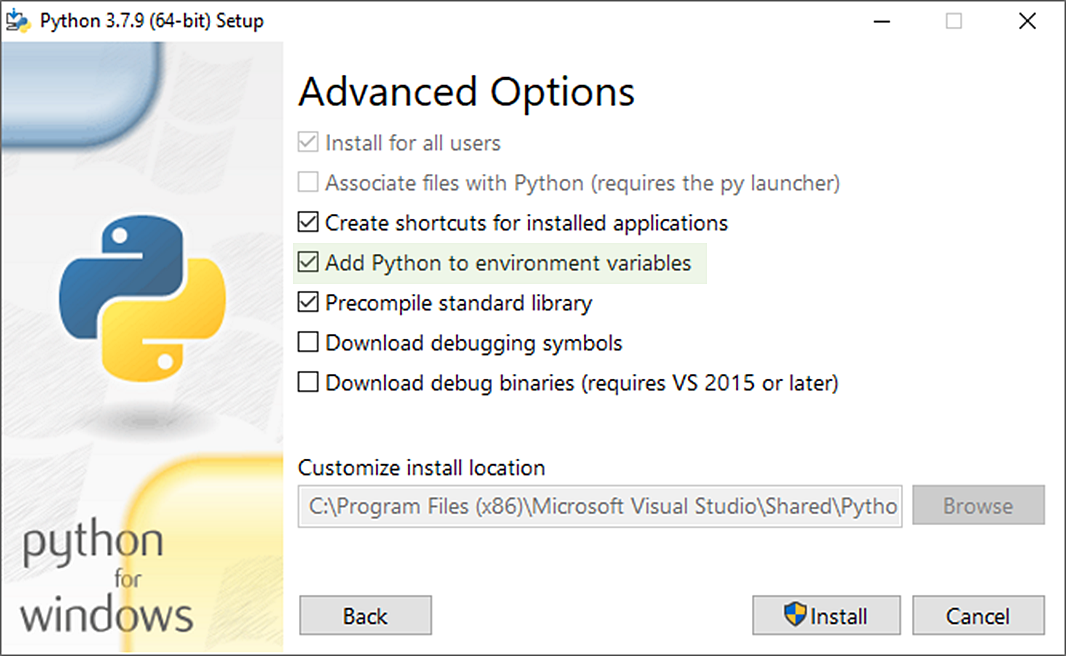 Python 3.7.9 (64-bit) Setup
Advanced Options
Install for all users
Associate files with Python (requires the py launcher)
Create shortcuts for installed applications
Add Python to environment variables
Precompile standard library
Download debugging symbols
Download debug binaries (requires VS 2015 or later)
Customize install location
C:\Program Files (x86)\Microsoft Visual Studio\Shared\Pytho
Browse
python
for
windows
Back
Install
Cancel